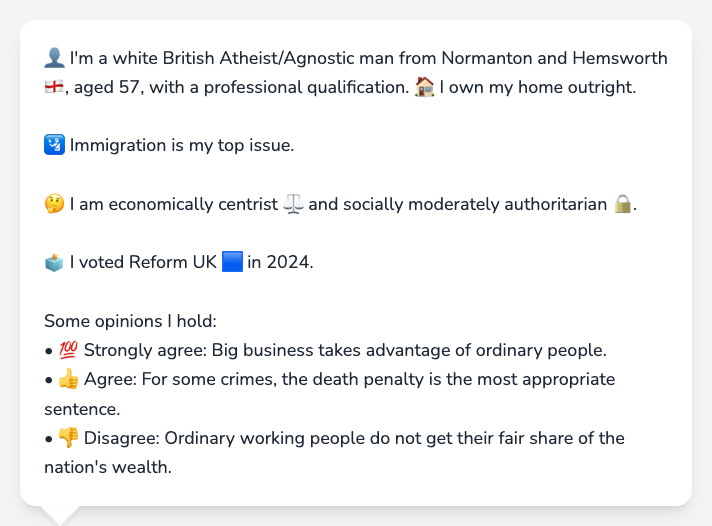 👤 I'm a white British Atheist/Agnostic man from Normanton and Hemsworth
🏴󠁧󠁢󠁥󠁮󠁧󠁿, aged 57, with a professional qualification. 🏠 I own my home outright.
🛂 Immigration is my top issue.
🤔 I am economically centrist ⚖️ and socially moderately authoritarian 🔒.
🗳️ I voted Reform UK 🟦 in 2024.
Some opinions I hold:
• 💯 Strongly agree: Big business takes advantage of ordinary people.
• 👍 Agree: For some crimes, the death penalty is the most appropriate
sentence.
• 👎 Disagree: Ordinary working people do not get their fair share of the
nation's wealth.